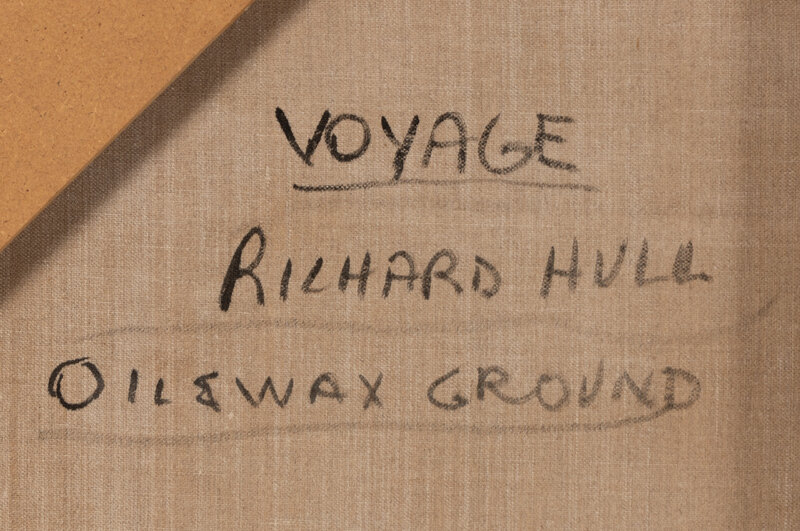 VOYAGE
RICHARD HULL
OIL & WAX GROUND